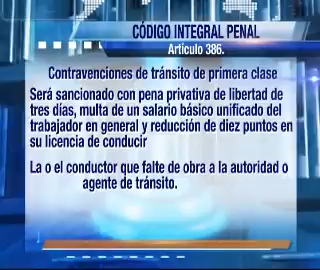 CÓDIGO INTEGRAL PENAL
Artículo 386.
Contravenciones de tránsito de primera clase
Será sancionado con pena privativa de libertad de
tres días, multa de un salario básico unificado del
trabajador en general y reducción de diez puntos en
su licencia de conducir
La o el conductor que falte de obra a la autoridad o
agente de tránsito.